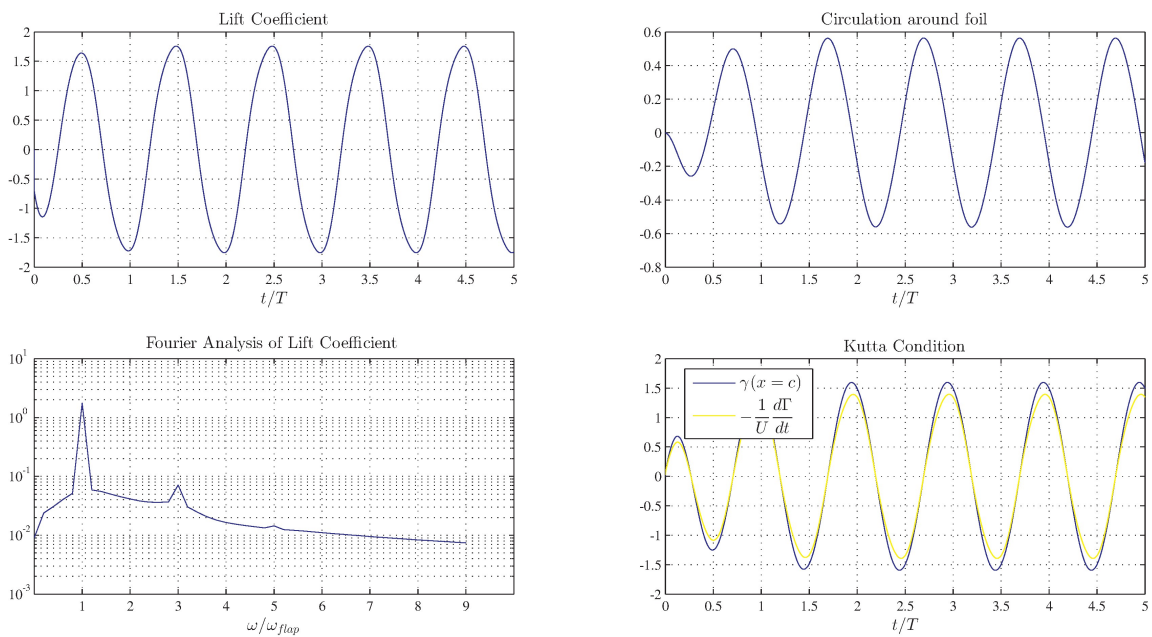 Lift Coefficient
2
1.5
1
0.5
0
-0.5
-1
-1.5
-2
0 0.5 1 1.5 2 2.5 3 3.5 4 4.5 5
t/T
Circulation around foil
0.6
0.4
0.2
0
-0.2
-0.4
-0.6
-0.8
0 0.5 1 1.5 2 2.5 3 3.5 4 4.5 5
t/T
Fourier Analysis of Lift Coefficient
10^1
10^0
10^-1
10^-2
10^-3
1 2 3 4 5 6 7 8 9
ω/ω_flap
Kutta Condition
γ(x = c)
-1/U dΓ/dt
2
1.5
1
0.5
0
-0.5
-1
-1.5
-2
0 0.5 1 1.5 2 2.5 3 3.5 4 4.5 5
t/T